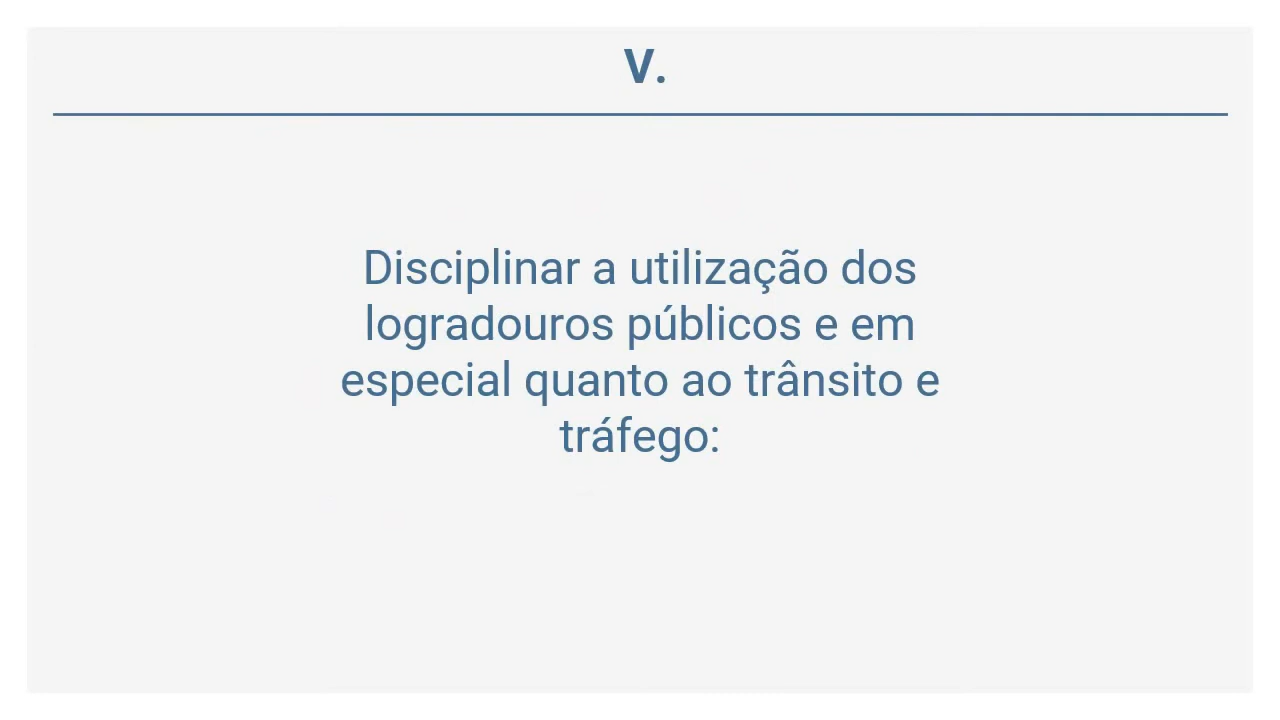 V.
Disciplinar a utilização dos
logradouros públicos e em
especial quanto ao trânsito e
tráfego: